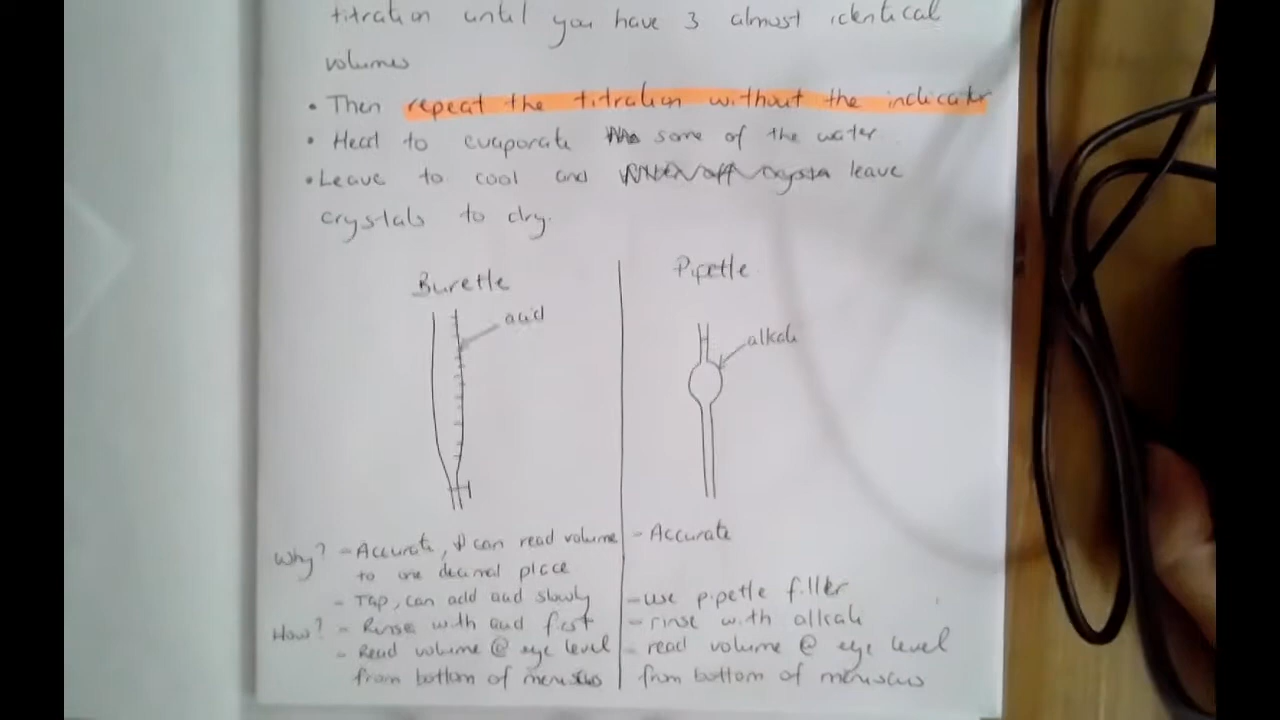 titration until you have 3 almost identical
volumes
• Then repeat the titration without the indicator
• Heat to evaporate some of the water
• Leave to cool and leave
crystals to dry.
Burette
Pipette
acid
alkali
Why? - Accurate, can read volume
to one decimal place
- Tap, can add acid slowly
How? - Rinse with acid first
- Read volume @ eye level
from bottom of meniscus
- Accurate
- use pipette filler
- rinse with alkali
- read volume @ eye level
from bottom of meniscus